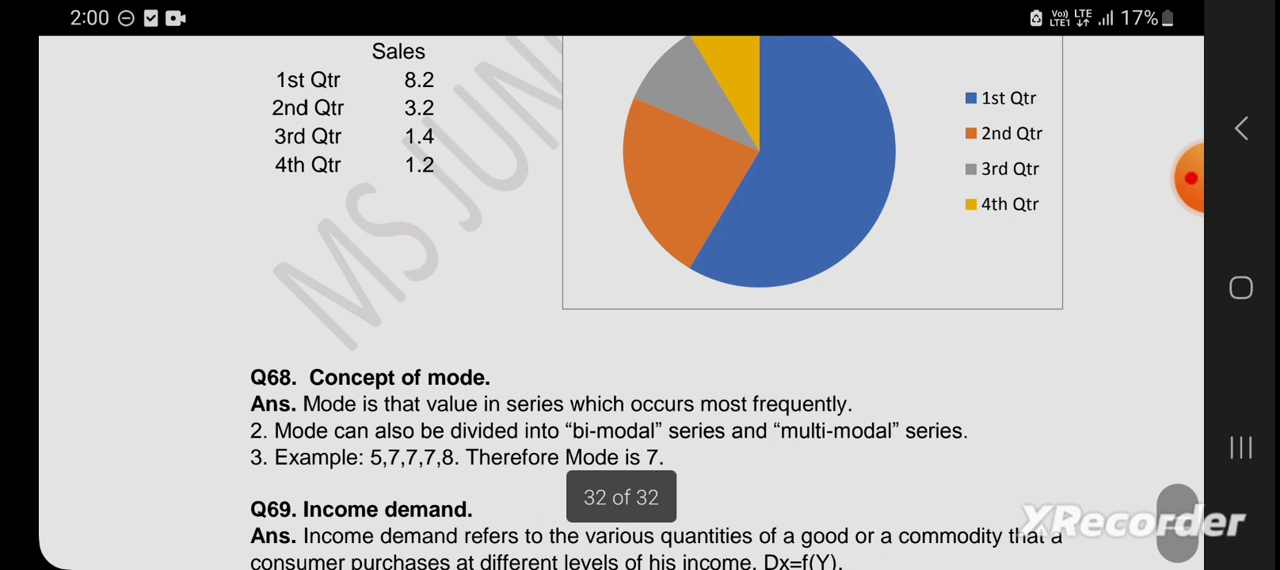 2:00
Vo)) LTE
LTE1 17%
Sales
1st Qtr 8.2
2nd Qtr 3.2
3rd Qtr 1.4
4th Qtr 1.2
1st Qtr
2nd Qtr
3rd Qtr
4th Qtr
MS JUN
Q68. Concept of mode.
Ans. Mode is that value in series which occurs most frequently.
2. Mode can also be divided into “bi-modal” series and “multi-modal” series.
3. Example: 5,7,7,7,8. Therefore Mode is 7.
32 of 32
Q69. Income demand.
XRecorder
Ans. Income demand refers to the various quantities of a good or a commodity that a
consumer purchases at different levels of his income. Dx=f(Y).